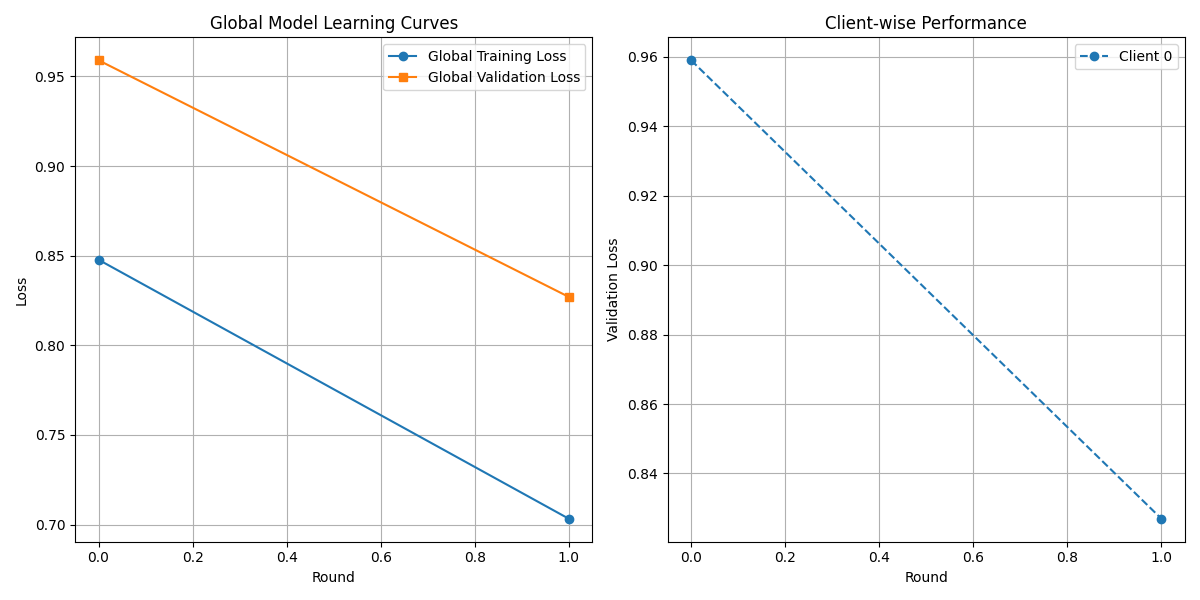 Global Model Learning Curves
Global Training Loss
Global Validation Loss
0.95
0.90
0.85
0.80
0.75
0.70
Loss
0.0 0.2 0.4 0.6 0.8 1.0
Round
Client-wise Performance
Client 0
0.96
0.94
0.92
0.90
0.88
0.86
0.84
Validation Loss
0.0 0.2 0.4 0.6 0.8 1.0
Round